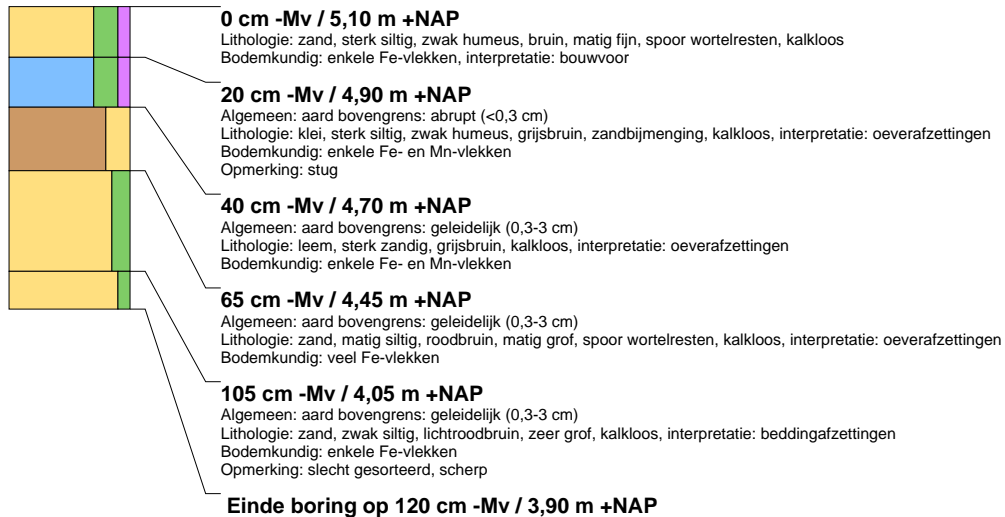 0 cm -Mv / 5,10 m +NAP
Lithologie: zand, sterk siltig, zwak humeus, bruin, matig fijn, spoor wortelresten, kalkloos
Bodemkundig: enkele Fe-vlekken, interpretatie: bouwvoor
20 cm -Mv / 4,90 m +NAP
Algemeen: aard bovengrens: abrupt (<0,3 cm)
Lithologie: klei, sterk siltig, zwak humeus, grijsbruin, zandbijmenging, kalkloos, interpretatie: oeverafzettingen
Bodemkundig: enkele Fe- en Mn-vlekken
Opmerking: stug
40 cm -Mv / 4,70 m +NAP
Algemeen: aard bovengrens: geleidelijk (0,3-3 cm)
Lithologie: leem, sterk zandig, grijsbruin, kalkloos, interpretatie: oeverafzettingen
Bodemkundig: enkele Fe- en Mn-vlekken
65 cm -Mv / 4,45 m +NAP
Algemeen: aard bovengrens: geleidelijk (0,3-3 cm)
Lithologie: zand, matig siltig, roodbruin, matig grof, spoor wortelresten, kalkloos, interpretatie: oeverafzettingen
Bodemkundig: veel Fe-vlekken
105 cm -Mv / 4,05 m +NAP
Algemeen: aard bovengrens: geleidelijk (0,3-3 cm)
Lithologie: zand, zwak siltig, lichtroodbruin, zeer grof, kalkloos, interpretatie: beddingafzettingen
Bodemkundig: enkele Fe-vlekken
Opmerking: slecht gesorteerd, scherp
Einde boring op 120 cm -Mv / 3,90 m +NAP